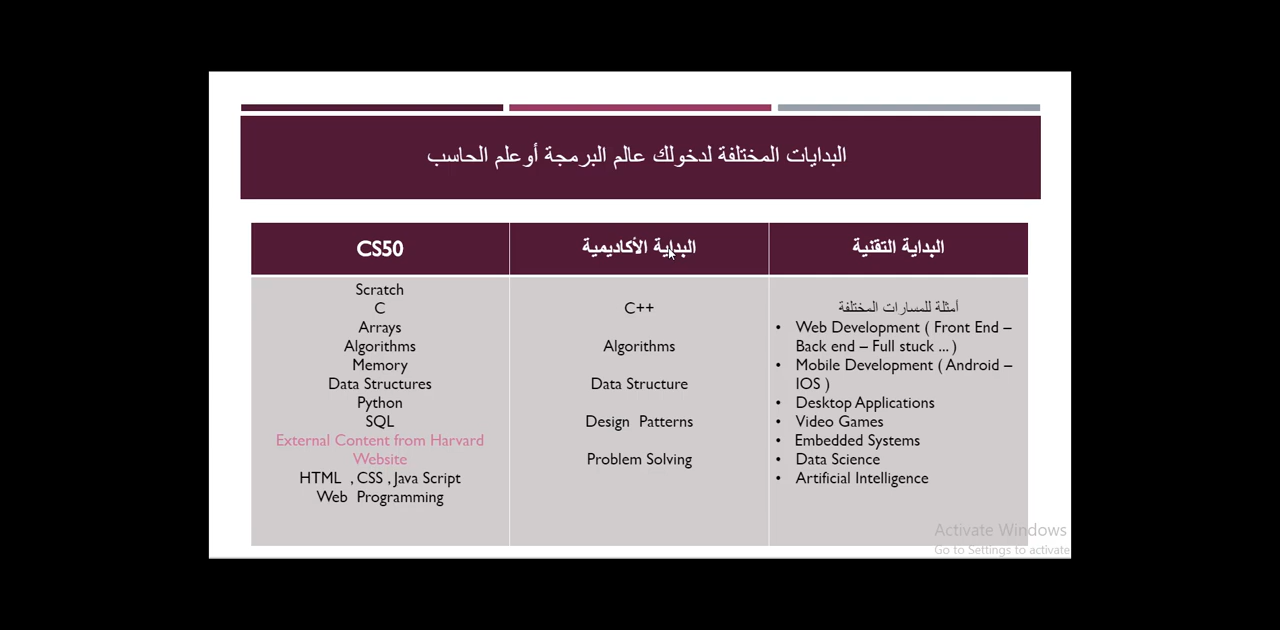 البدايات المختلفة لدخولك عالم البرمجة أوعلم الحاسب
CS50
Scratch
C
Arrays
Algorithms
Memory
Data Structures
Python
SQL
External Content from Harvard
Website
HTML , CSS , Java Script
Web Programming
البداية الأكاديمية
C++
Algorithms
Data Structure
Design Patterns
Problem Solving
البداية التقنية
أمثلة للمسارات المختلفة
• Web Development ( Front End –
Back end – Full stuck ... )
• Mobile Development ( Android –
IOS )
• Desktop Applications
• Video Games
• Embedded Systems
• Data Science
• Artificial Intelligence
Activate Windows
Go to Settings to activate